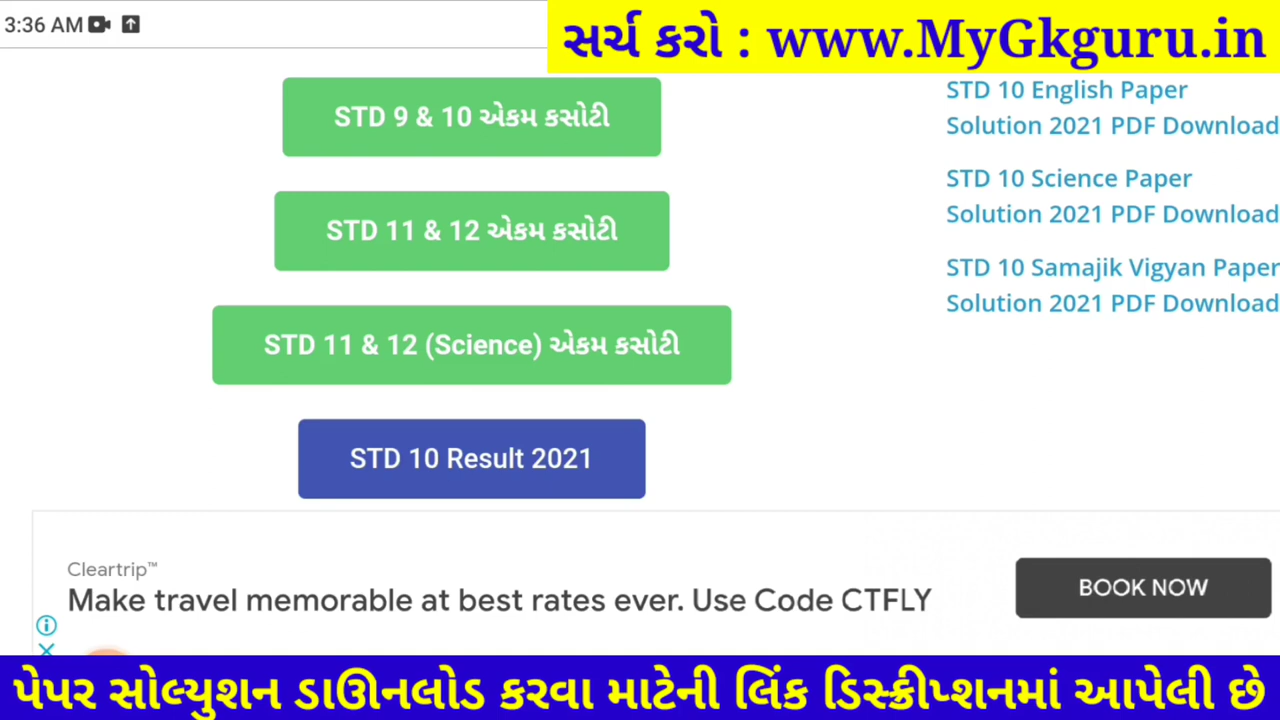 3:36 AM
સર્ચ કરો : www.MyGkguru.in
STD 9 & 10 એકમ કસોટી
STD 11 & 12 એકમ કસોટી
STD 11 & 12 (Science) એકમ કસોટી
STD 10 Result 2021
STD 10 English Paper
Solution 2021 PDF Download
STD 10 Science Paper
Solution 2021 PDF Download
STD 10 Samajik Vigyan Paper
Solution 2021 PDF Download
Cleartrip™
Make travel memorable at best rates ever. Use Code CTFLY
BOOK NOW
પેપર સોલ્યુશન ડાઊનલોડ કરવા માટેની લિંક ડિસ્ક્રીપ્શનમાં આપેલી છે